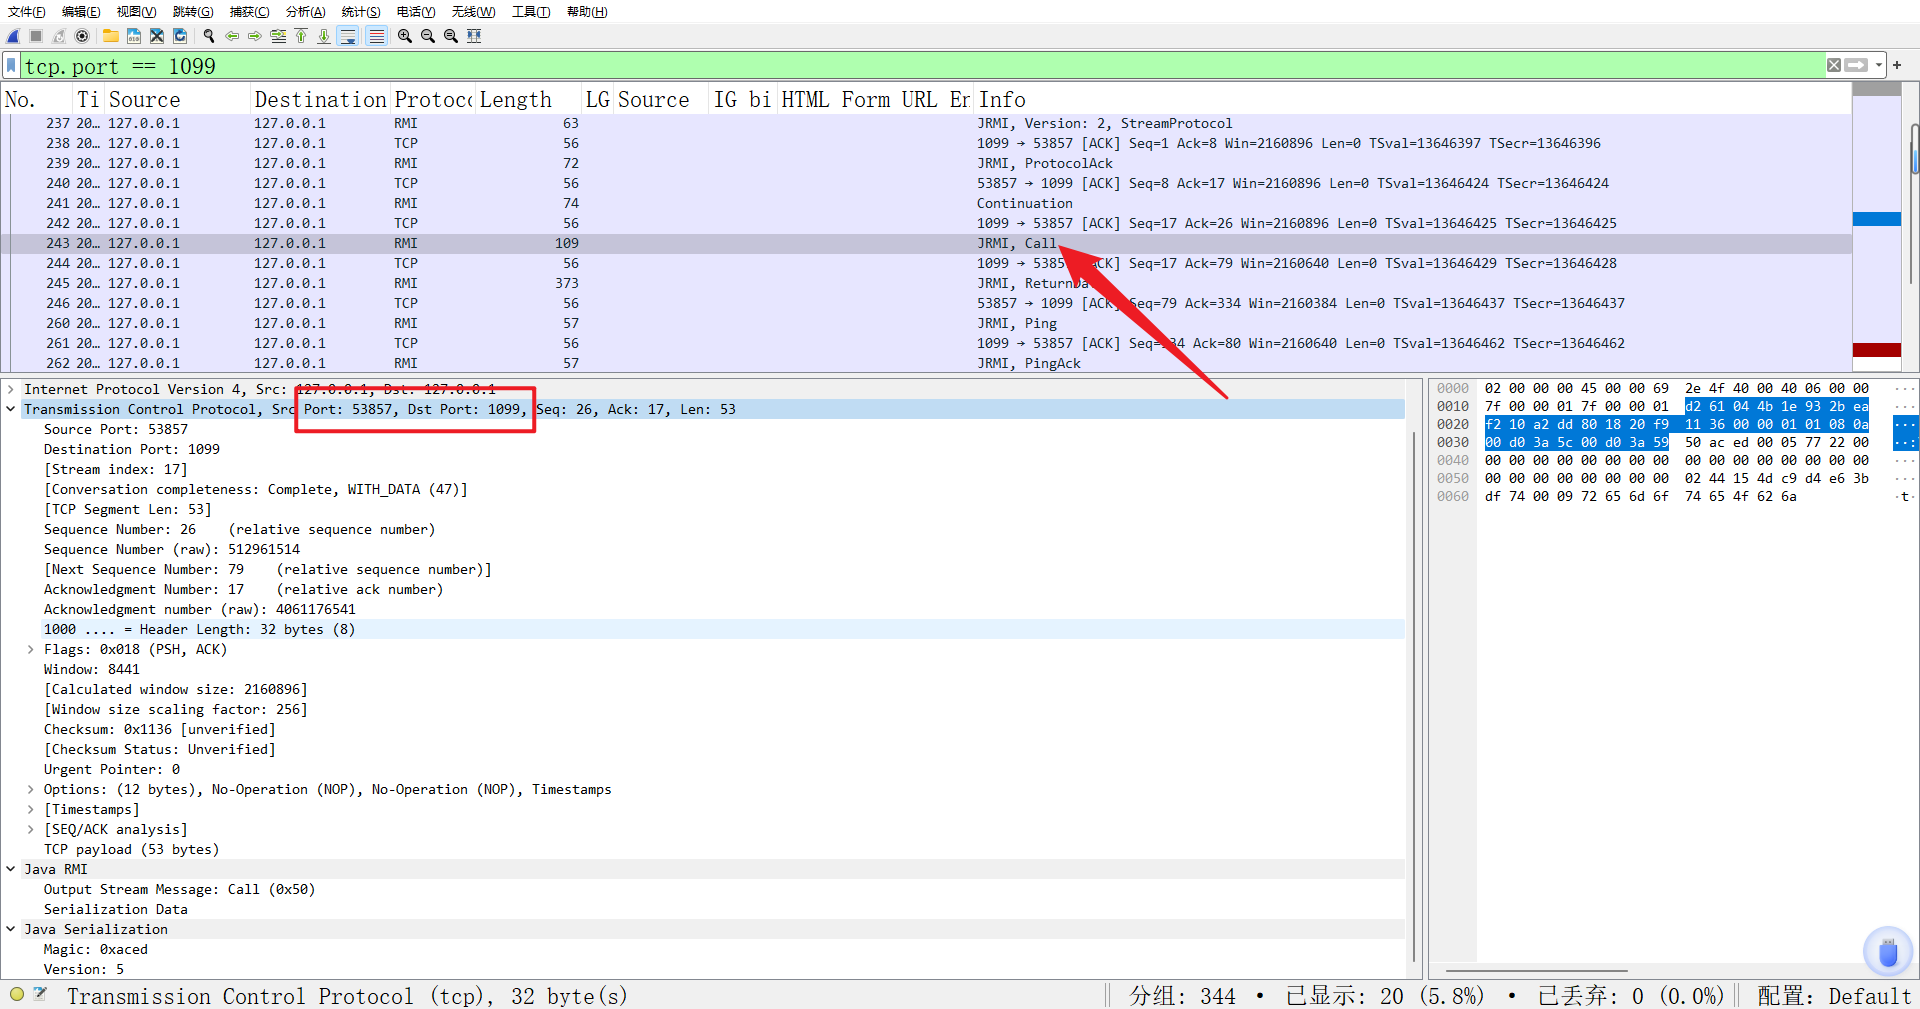 文件(F) 编辑(E) 视图(V) 跳转(G) 捕获(C) 分析(A) 统计(S) 电话(Y) 无线(W) 工具(T) 帮助(H)
tcp.port == 1099
No. Ti Source Destination Protoco Length LG Source IG bi HTML Form URL En Info
237 20… 127.0.0.1 127.0.0.1 RMI 63 JRMI, Version: 2, StreamProtocol
238 20… 127.0.0.1 127.0.0.1 TCP 56 1099 → 53857 [ACK] Seq=1 Ack=8 Win=2160896 Len=0 TSval=13646397 TSecr=13646396
239 20… 127.0.0.1 127.0.0.1 RMI 72 JRMI, ProtocolAck
240 20… 127.0.0.1 127.0.0.1 TCP 56 53857 → 1099 [ACK] Seq=8 Ack=17 Win=2160896 Len=0 TSval=13646424 TSecr=13646424
241 20… 127.0.0.1 127.0.0.1 RMI 74 Continuation
242 20… 127.0.0.1 127.0.0.1 TCP 56 1099 → 53857 [ACK] Seq=17 Ack=26 Win=2160896 Len=0 TSval=13646425 TSecr=13646425
243 20… 127.0.0.1 127.0.0.1 RMI 109 JRMI, Call
244 20… 127.0.0.1 127.0.0.1 TCP 56 1099 → 5385 ACK] Seq=17 Ack=79 Win=2160640 Len=0 TSval=13646429 TSecr=13646428
245 20… 127.0.0.1 127.0.0.1 RMI 373 JRMI, ReturnDa
246 20… 127.0.0.1 127.0.0.1 TCP 56 53857 → 1099 [ACK] Seq=79 Ack=334 Win=2160384 Len=0 TSval=13646437 TSecr=13646437
260 20… 127.0.0.1 127.0.0.1 RMI 57 JRMI, Ping
261 20… 127.0.0.1 127.0.0.1 TCP 56 1099 → 53857 [ACK] Seq=334 Ack=80 Win=2160640 Len=0 TSval=13646462 TSecr=13646462
262 20… 127.0.0.1 127.0.0.1 RMI 57 JRMI, PingAck
Internet Protocol Version 4, Src: 127.0.0.1, Dst: 127.0.0.1
Transmission Control Protocol, Src Port: 53857, Dst Port: 1099, Seq: 26, Ack: 17, Len: 53
Source Port: 53857
Destination Port: 1099
[Stream index: 17]
[Conversation completeness: Complete, WITH_DATA (47)]
[TCP Segment Len: 53]
Sequence Number: 26 (relative sequence number)
Sequence Number (raw): 512961514
[Next Sequence Number: 79 (relative sequence number)]
Acknowledgment Number: 17 (relative ack number)
Acknowledgment number (raw): 4061176541
1000 .... = Header Length: 32 bytes (8)
Flags: 0x018 (PSH, ACK)
Window: 8441
[Calculated window size: 2160896]
[Window size scaling factor: 256]
Checksum: 0x1136 [unverified]
[Checksum Status: Unverified]
Urgent Pointer: 0
Options: (12 bytes), No-Operation (NOP), No-Operation (NOP), Timestamps
[Timestamps]
[SEQ/ACK analysis]
TCP payload (53 bytes)
Java RMI
Output Stream Message: Call (0x50)
Serialization Data
Java Serialization
Magic: 0xaced
Version: 5
0000 02 00 00 00 45 00 00 69 2e 4f 40 00 40 06 00 00 ···
0010 7f 00 00 01 7f 00 00 01 d2 61 04 4b 1e 93 2b ea
0020 f2 10 a2 dd 80 18 20 f9 11 36 00 00 01 01 08 0a ···
0030 00 d0 3a 5c 00 d0 3a 59 50 ac ed 00 05 77 22 00 ··:
0040 00 00 00 00 00 00 00 00 00 00 00 00 00 00 00 00 ···
0050 00 00 00 00 00 00 00 00 02 44 15 4d c9 d4 e6 3b ···
0060 df 74 00 09 72 65 6d 6f 74 65 4f 62 6a ·t·
Transmission Control Protocol (tcp), 32 byte(s) 分组: 344 · 已显示: 20 (5.8%) · 已丢弃: 0 (0.0%) 配置: Default